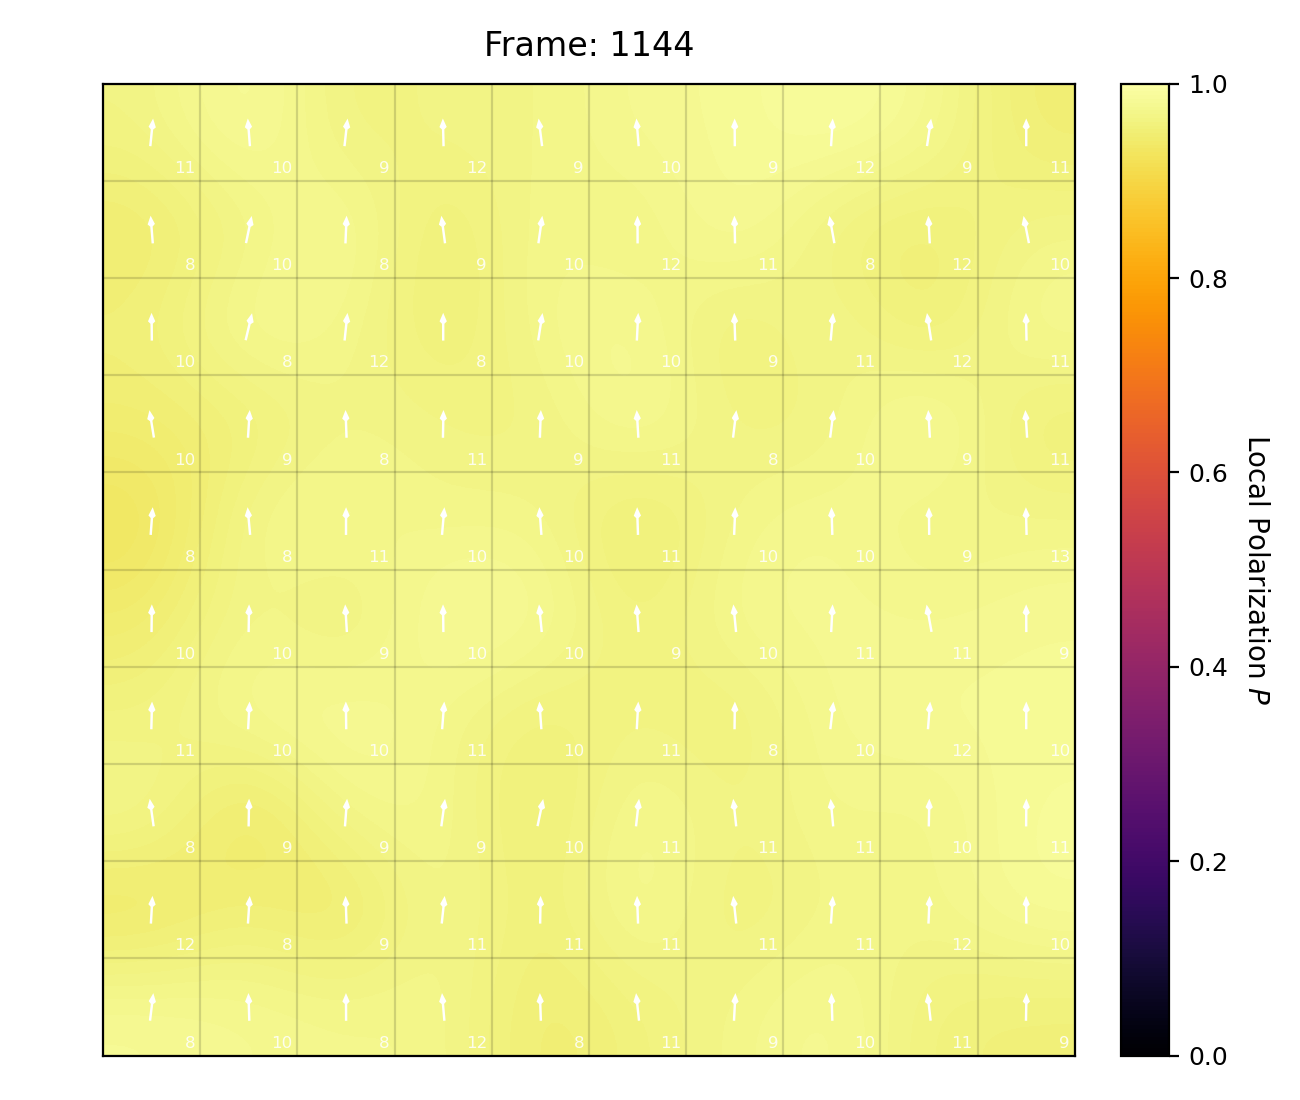 Frame: 1144
11 10 9 12 9 10 9 12 9 11
8 10 8 9 10 12 11 8 12 10
10 8 12 8 10 10 9 11 12 11
10 9 8 11 9 11 8 10 9 11
8 8 11 10 10 11 10 10 9 13
10 10 9 10 10 9 10 11 11 9
11 10 10 11 10 11 8 10 12 10
8 9 9 9 10 11 11 11 10 11
12 8 9 11 11 11 11 11 12 10
8 10 8 12 8 11 9 10 11 9
1.0
0.8
0.6
0.4
0.2
0.0
Local Polarization P